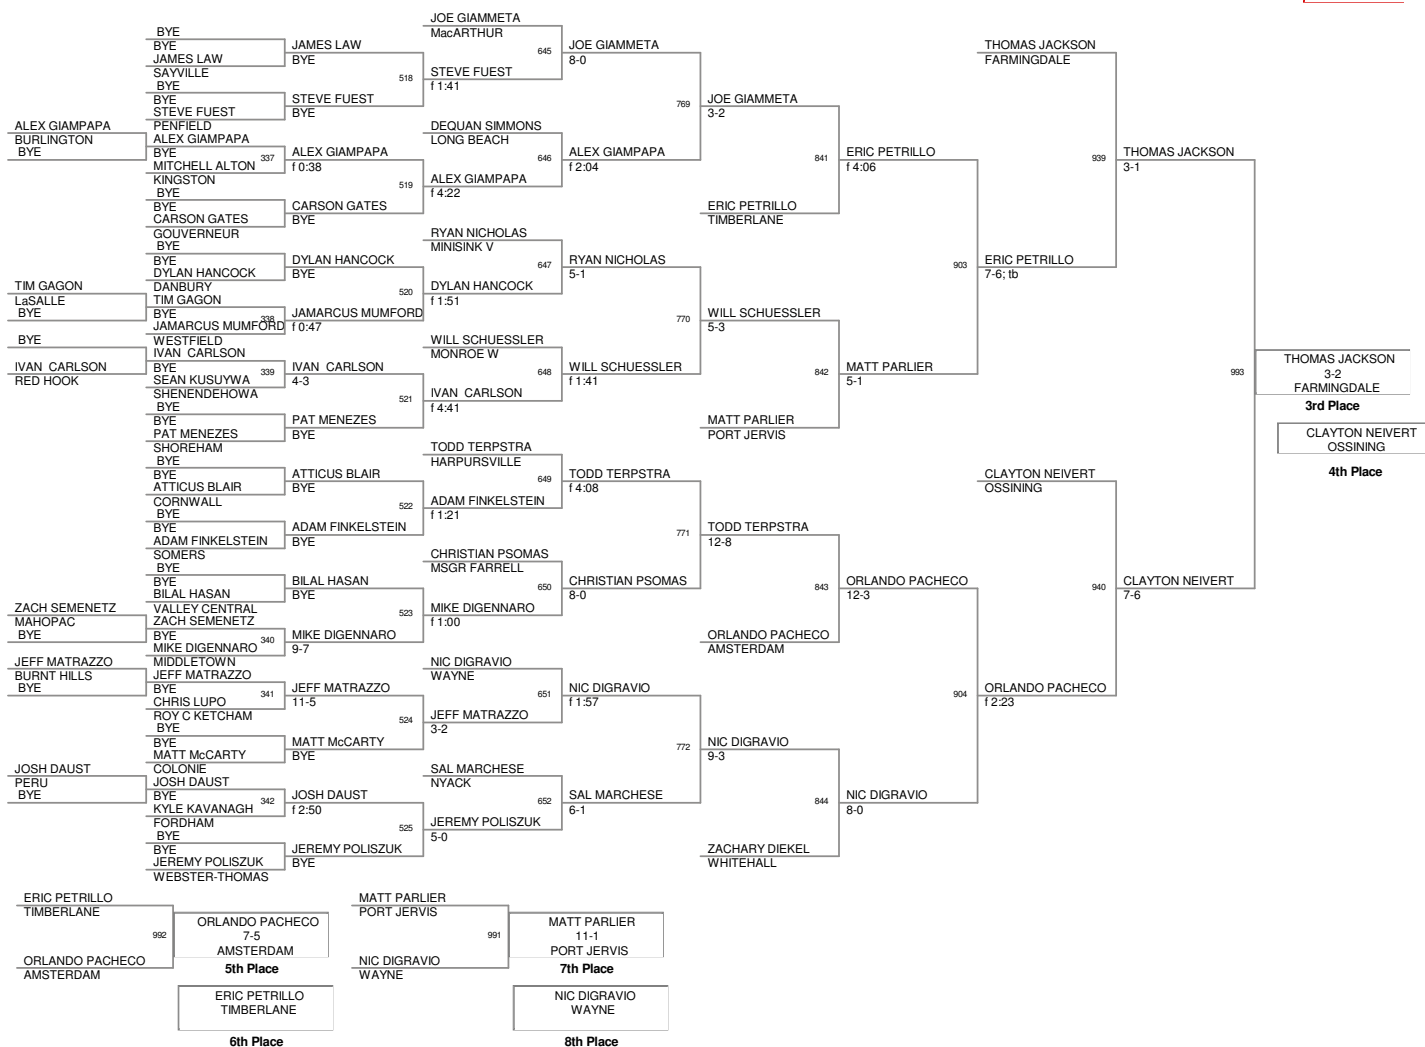 JOE GIAMMETA
BYE
MacARTHUR
BYE
JAMES LAW
645
JOE GIAMMETA
THOMAS JACKSON
JAMES LAW
BYE
8-0
FARMINGDALE
SAYVILLE
518
STEVE FUEST
BYE
f 1:41
BYE
STEVE FUEST
769
JOE GIAMMETA
STEVE FUEST
BYE
3-2
ALEX GIAMPAPA
PENFIELD
DEQUAN SIMMONS
BURLINGTON
ALEX GIAMPAPA
LONG BEACH
BYE
BYE
337
ALEX GIAMPAPA
646
ALEX GIAMPAPA
841
ERIC PETRILLO
939
THOMAS JACKSON
MITCHELL ALTON
f 0:38
f 2:04
f 4:06
3-1
KINGSTON
519
ALEX GIAMPAPA
BYE
f 4:22
BYE
CARSON GATES
ERIC PETRILLO
CARSON GATES
BYE
TIMBERLANE
GOUVERNEUR
RYAN NICHOLAS
BYE
MINISINK V
BYE
DYLAN HANCOCK
647
RYAN NICHOLAS
903
ERIC PETRILLO
DYLAN HANCOCK
BYE
5-1
7-6; tb
TIM GAGON
DANBURY
520
DYLAN HANCOCK
LaSALLE
TIM GAGON
f 1:51
BYE
BYE
338
JAMARCUS MUMFORD
770
WILL SCHUESSLER
JAMARCUS MUMFORD
f 0:47
5-3
BYE
WESTFIELD
WILL SCHUESSLER
IVAN  CARLSON
MONROE W
THOMAS JACKSON
IVAN  CARLSON
BYE
339
IVAN  CARLSON
648
WILL SCHUESSLER
842
MATT PARLIER
993
3-2
RED HOOK
SEAN KUSUYWA
4-3
f 1:41
5-1
FARMINGDALE
SHENENDEHOWA
521
IVAN  CARLSON
3rd Place
BYE
f 4:41
BYE
PAT MENEZES
MATT PARLIER
CLAYTON NEIVERT
PAT MENEZES
BYE
PORT JERVIS
OSSINING
SHOREHAM
TODD TERPSTRA
BYE
HARPURSVILLE
4th Place
BYE
ATTICUS BLAIR
649
TODD TERPSTRA
CLAYTON NEIVERT
ATTICUS BLAIR
BYE
f 4:08
OSSINING
CORNWALL
522
ADAM FINKELSTEIN
BYE
f 1:21
BYE
ADAM FINKELSTEIN
771
TODD TERPSTRA
ADAM FINKELSTEIN
BYE
12-8
SOMERS
CHRISTIAN PSOMAS
BYE
MSGR FARRELL
BYE
BILAL HASAN
650
CHRISTIAN PSOMAS
843
ORLANDO PACHECO
940
CLAYTON NEIVERT
BILAL HASAN
BYE
8-0
12-3
7-6
ZACH SEMENETZ
VALLEY CENTRAL
523
MIKE DIGENNARO
MAHOPAC
ZACH SEMENETZ
f 1:00
BYE
BYE
340
MIKE DIGENNARO
ORLANDO PACHECO
MIKE DIGENNARO
9-7
AMSTERDAM
JEFF MATRAZZO
MIDDLETOWN
NIC DIGRAVIO
BURNT HILLS
JEFF MATRAZZO
WAYNE
BYE
BYE
341
JEFF MATRAZZO
651
NIC DIGRAVIO
904
ORLANDO PACHECO
CHRIS LUPO
11-5
f 1:57
f 2:23
ROY C KETCHAM
524
JEFF MATRAZZO
BYE
3-2
BYE
MATT McCARTY
772
NIC DIGRAVIO
MATT McCARTY
BYE
9-3
JOSH DAUST
COLONIE
SAL MARCHESE
PERU
JOSH DAUST
NYACK
BYE
BYE
342
JOSH DAUST
652
SAL MARCHESE
844
NIC DIGRAVIO
KYLE KAVANAGH
f 2:50
6-1
8-0
FORDHAM
525
JEREMY POLISZUK
BYE
5-0
BYE
JEREMY POLISZUK
ZACHARY DIEKEL
JEREMY POLISZUK
BYE
WHITEHALL
WEBSTER-THOMAS
ERIC PETRILLO
MATT PARLIER
TIMBERLANE
PORT JERVIS
ORLANDO PACHECO
MATT PARLIER
992
7-5
991
11-1
AMSTERDAM
PORT JERVIS
ORLANDO PACHECO
5th Place
NIC DIGRAVIO
7th Place
AMSTERDAM
WAYNE
ERIC PETRILLO
NIC DIGRAVIO
TIMBERLANE
WAYNE
6th Place
8th Place